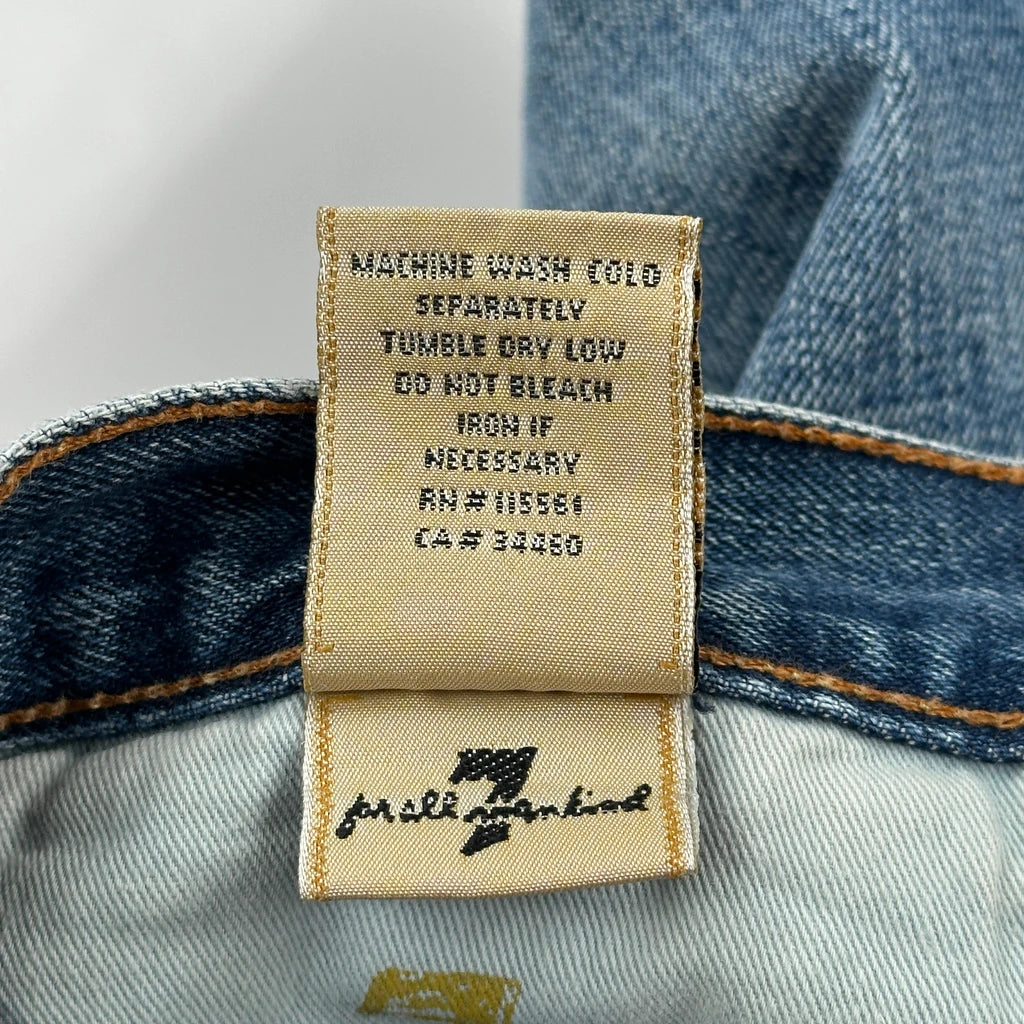 MACHINE WASH COLD
SEPARATELY
TUMBLE DRY LOW
DO NOT BLEACH
IRON IF
NECESSARY
RN# 115561
CA# 34480
7
for all mankind